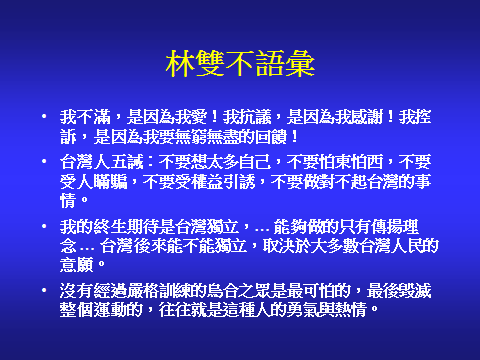 林雙不語彙
• 我不滿，是因為我愛！我抗議，是因為我感謝！我控
訴，是因為我要無窮無盡的回饋！
• 台灣人五誡：不要想太多自己，不要怕東怕西，不要
受人瞞騙，不要受權益引誘，不要做對不起台灣的事
情。
• 我的終生期待是台灣獨立，… 能夠做的只有傳揚理
念 … 台灣後來能不能獨立，取決於大多數台灣人民的
意願。
• 沒有經過嚴格訓練的烏合之眾是最可怕的，最後毀滅
整個運動的，往往就是這種人的勇氣與熱情。